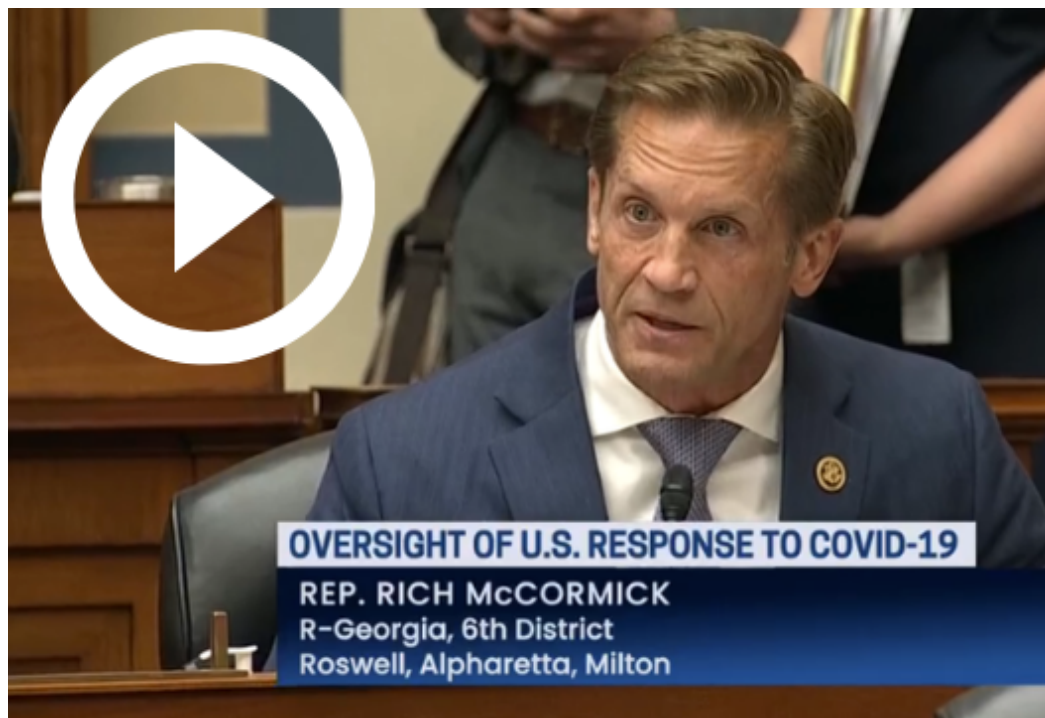 OVERSIGHT OF U.S. RESPONSE TO COVID-19
REP. RICH McCORMICK
R-Georgia, 6th District
Roswell, Alpharetta, Milton